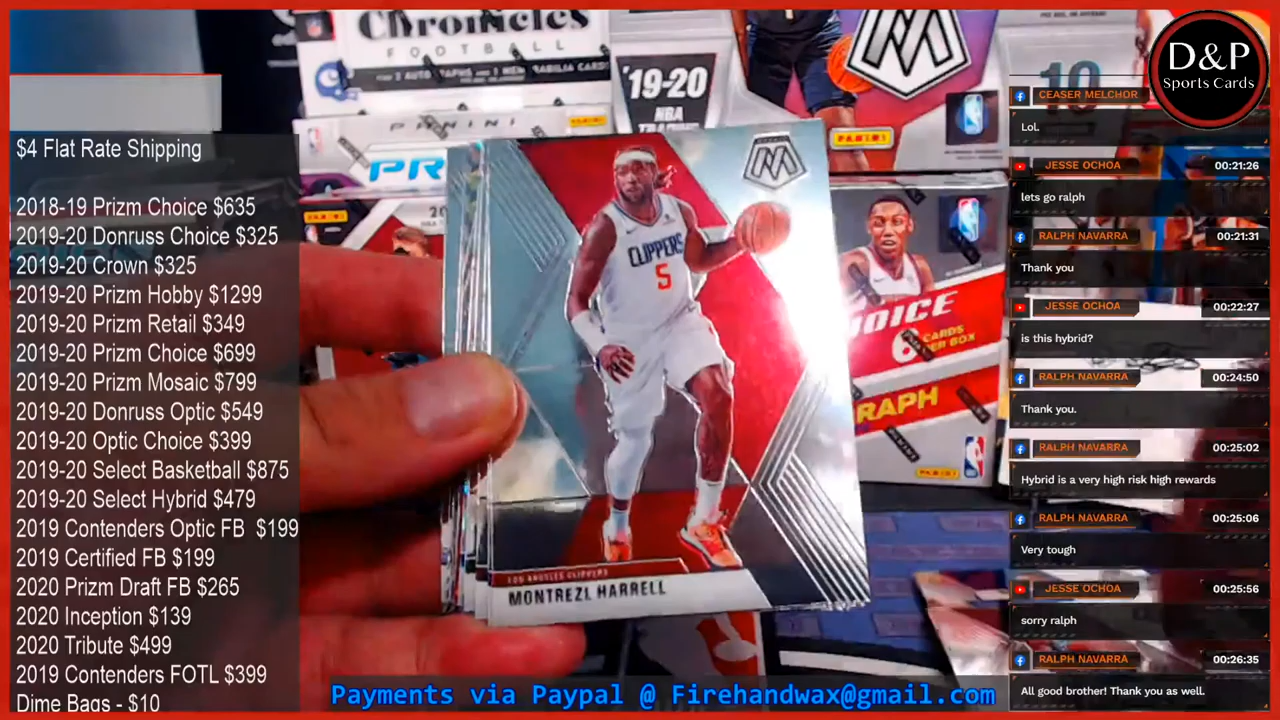 $4 Flat Rate Shipping
2018-19 Prizm Choice $635
2019-20 Donruss Choice $325
2019-20 Crown $325
2019-20 Prizm Hobby $1299
2019-20 Prizm Retail $349
2019-20 Prizm Choice $699
2019-20 Prizm Mosaic $799
2019-20 Donruss Optic $549
2019-20 Optic Choice $399
2019-20 Select Basketball $875
2019-20 Select Hybrid $479
2019 Contenders Optic FB $199
2019 Certified FB $199
2020 Prizm Draft FB $265
2020 Inception $139
2020 Tribute $499
2019 Contenders FOTL $399
Dime Bags - $10
Chronicles
FOOTBALL
'19-20
NBA
PANINI
PR
PANINI
10
CLIPPERS
5
LOS ANGELES CLIPPERS
MONTREZL HARRELL
OICE
6 CARDS
PER BOX
RAPH
PANINI
Payments via Paypal @ Firehandwax@gmail.com
D&P
Sports Cards
CEASER MELCHOR
Lol.
JESSE OCHOA 00:21:26
lets go ralph
RALPH NAVARRA 00:21:31
Thank you
JESSE OCHOA 00:22:27
is this hybrid?
RALPH NAVARRA 00:24:50
Thank you.
RALPH NAVARRA 00:25:02
Hybrid is a very high risk high rewards
RALPH NAVARRA 00:25:06
Very tough
JESSE OCHOA 00:25:56
sorry ralph
RALPH NAVARRA 00:26:35
All good brother! Thank you as well.